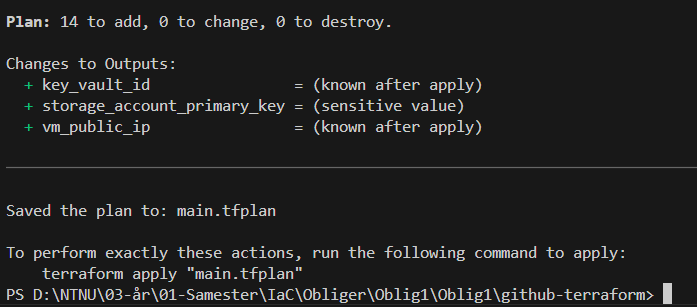 Plan: 14 to add, 0 to change, 0 to destroy.
Changes to Outputs:
+ key_vault_id = (known after apply)
+ storage_account_primary_key = (sensitive value)
+ vm_public_ip = (known after apply)
Saved the plan to: main.tfplan
To perform exactly these actions, run the following command to apply:
terraform apply "main.tfplan"
PS D:\NTNU\03-år\01-Samester\IaC\Obliger\Oblig1\Oblig1\github-terraform>